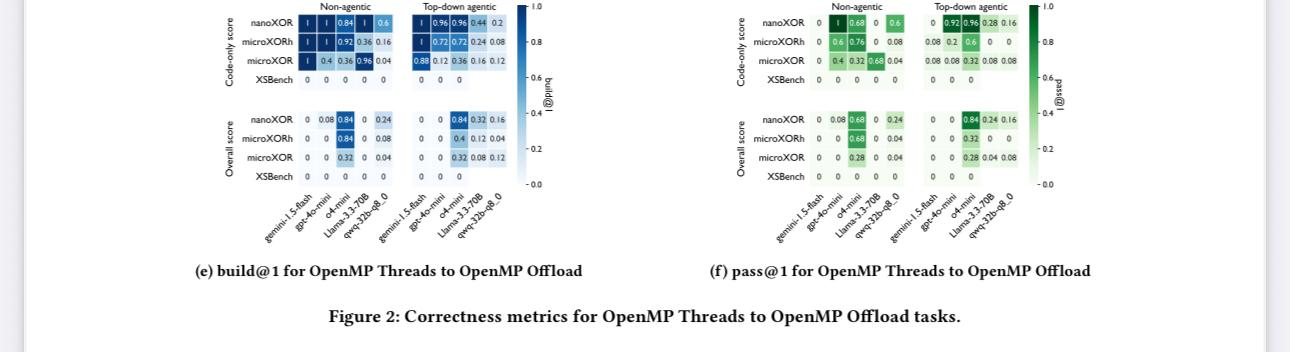 Non-agentic Top-down agentic
Code-only score
nanoXOR 1 1 0.84 1 0.6 1 0.96 0.96 0.44 0.2
microXORh 1 1 0.92 0.36 0.16 1 0.72 0.72 0.24 0.08
microXOR 1 0.4 0.36 0.96 0.04 0.88 0.12 0.36 0.16 0.12
XSBench 0 0 0 0 0 0 0 0
Overall score
nanoXOR 0 0.08 0.84 0 0.24 0 0 0.84 0.32 0.16
microXORh 0 0 0.84 0 0.08 0 0 0.4 0.12 0.04
microXOR 0 0 0.32 0 0.04 0 0 0.32 0.08 0.12
XSBench 0 0 0 0 0 0 0 0
gemini-1.5-flash gpt-4o-mini o4-mini Llama-3.3-70B qwq-32b-q8_0 gemini-1.5-flash gpt-4o-mini o4-mini Llama-3.3-70B qwq-32b-q8_0
1.0
0.8
0.6
0.4
0.2
0.0
build@1
(e) build@1 for OpenMP Threads to OpenMP Offload
Non-agentic Top-down agentic
Code-only score
nanoXOR 0 1 0.68 0 0.6 0 0.92 0.96 0.28 0.16
microXORh 0 0.6 0.76 0 0.08 0.08 0.2 0.6 0 0
microXOR 0 0.4 0.32 0.68 0.04 0.08 0.08 0.32 0.08 0.08
XSBench 0 0 0 0 0 0 0 0
Overall score
nanoXOR 0 0.08 0.68 0 0.24 0 0 0.84 0.24 0.16
microXORh 0 0 0.68 0 0.04 0 0 0.32 0 0
microXOR 0 0 0.28 0 0.04 0 0 0.28 0.04 0.08
XSBench 0 0 0 0 0 0 0 0
gemini-1.5-flash gpt-4o-mini o4-mini Llama-3.3-70B qwq-32b-q8_0 gemini-1.5-flash gpt-4o-mini o4-mini Llama-3.3-70B qwq-32b-q8_0
1.0
0.8
0.6
0.4
0.2
0.0
pass@1
(f) pass@1 for OpenMP Threads to OpenMP Offload
Figure 2: Correctness metrics for OpenMP Threads to OpenMP Offload tasks.